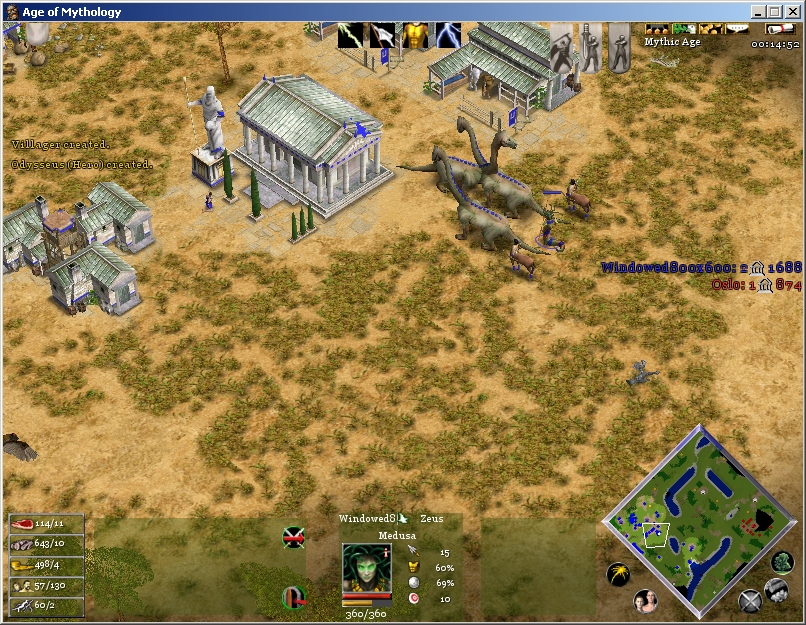 Age of Mythology
Mythic Age
00:14:52
Villager created.
Odysseus (Hero) created.
Windowed800x600: 2 1688
Oslo: 1 874
114/11
643/10
498/4
57/130
60/2
Windowed8 Zeus
Medusa
15
60%
69%
10
360/360